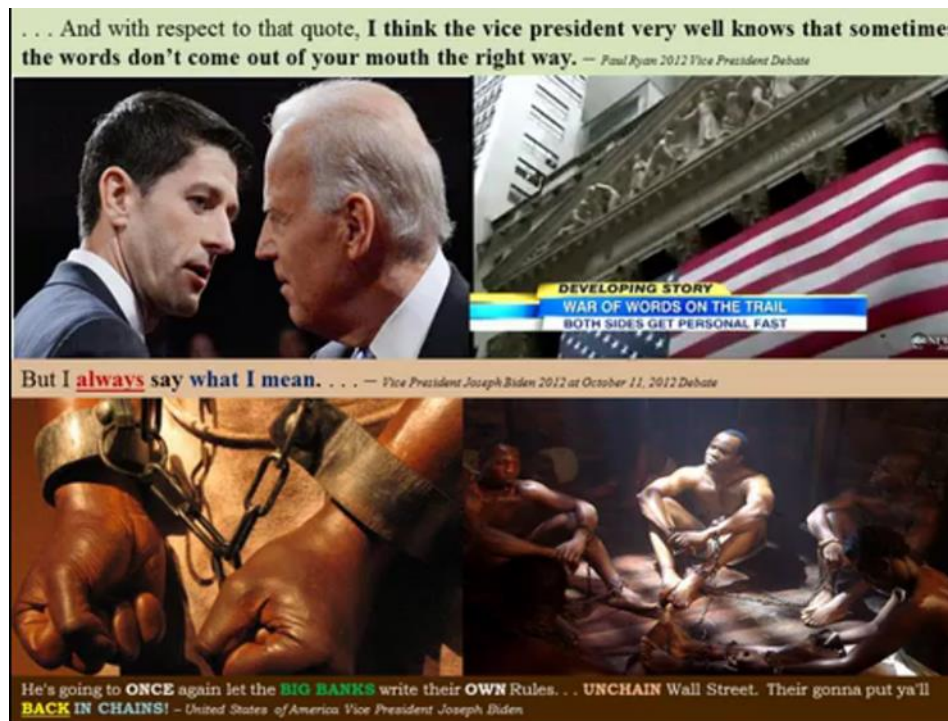 . . . And with respect to that quote, I think the vice president very well knows that sometime
the words don't come out of your mouth the right way. – Paul Ryan 2012 Vice President Debate
DEVELOPING STORY
WAR OF WORDS ON THE TRAIL
BOTH SIDES GET PERSONAL FAST
abc NEWS
But I always say what I mean. . . . – Vice President Joseph Biden 2012 at October 11, 2012 Debate
He's going to ONCE again let the BIG BANKS write their OWN Rules. . . UNCHAIN Wall Street. Their gonna put ya'll
BACK IN CHAINS! – United States of America Vice President Joseph Biden